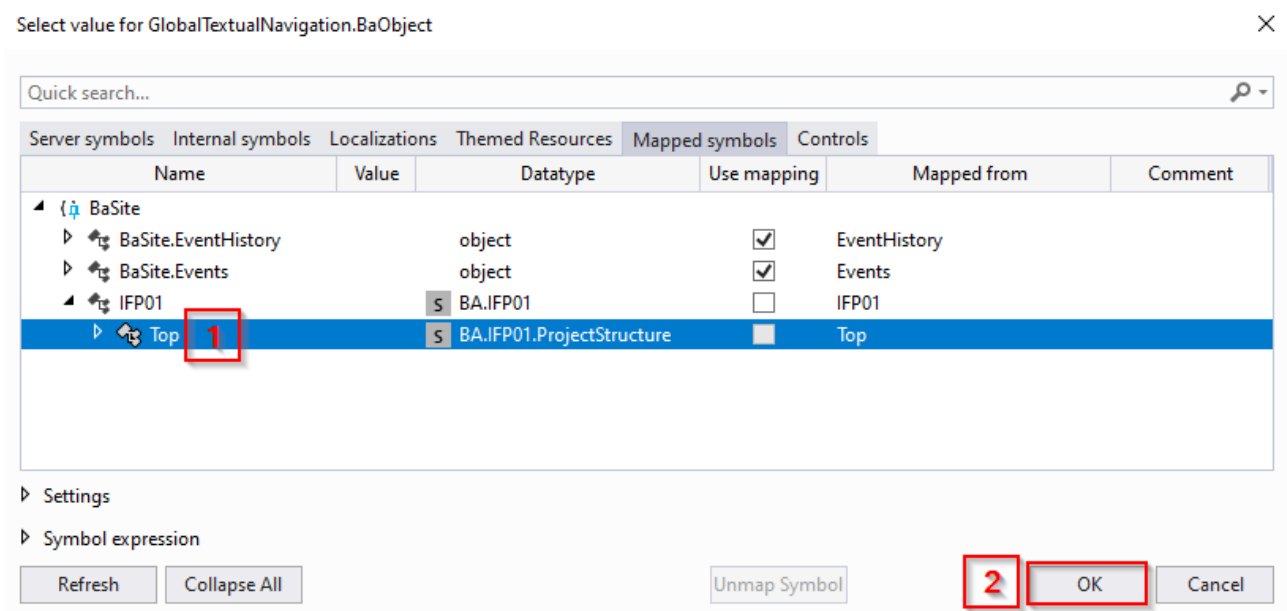 Select value for GlobalTextualNavigation.BaObject
Quick search...
Server symbols Internal symbols Localizations Themed Resources Mapped symbols Controls
Name Value Datatype Use mapping Mapped from Comment
BaSite
BaSite.EventHistory object EventHistory
BaSite.Events object Events
IFP01 S BA.IFP01 IFP01
Top 1 S BA.IFP01.ProjectStructure Top
Settings
Symbol expression
Refresh Collapse All Unmap Symbol 2 OK Cancel